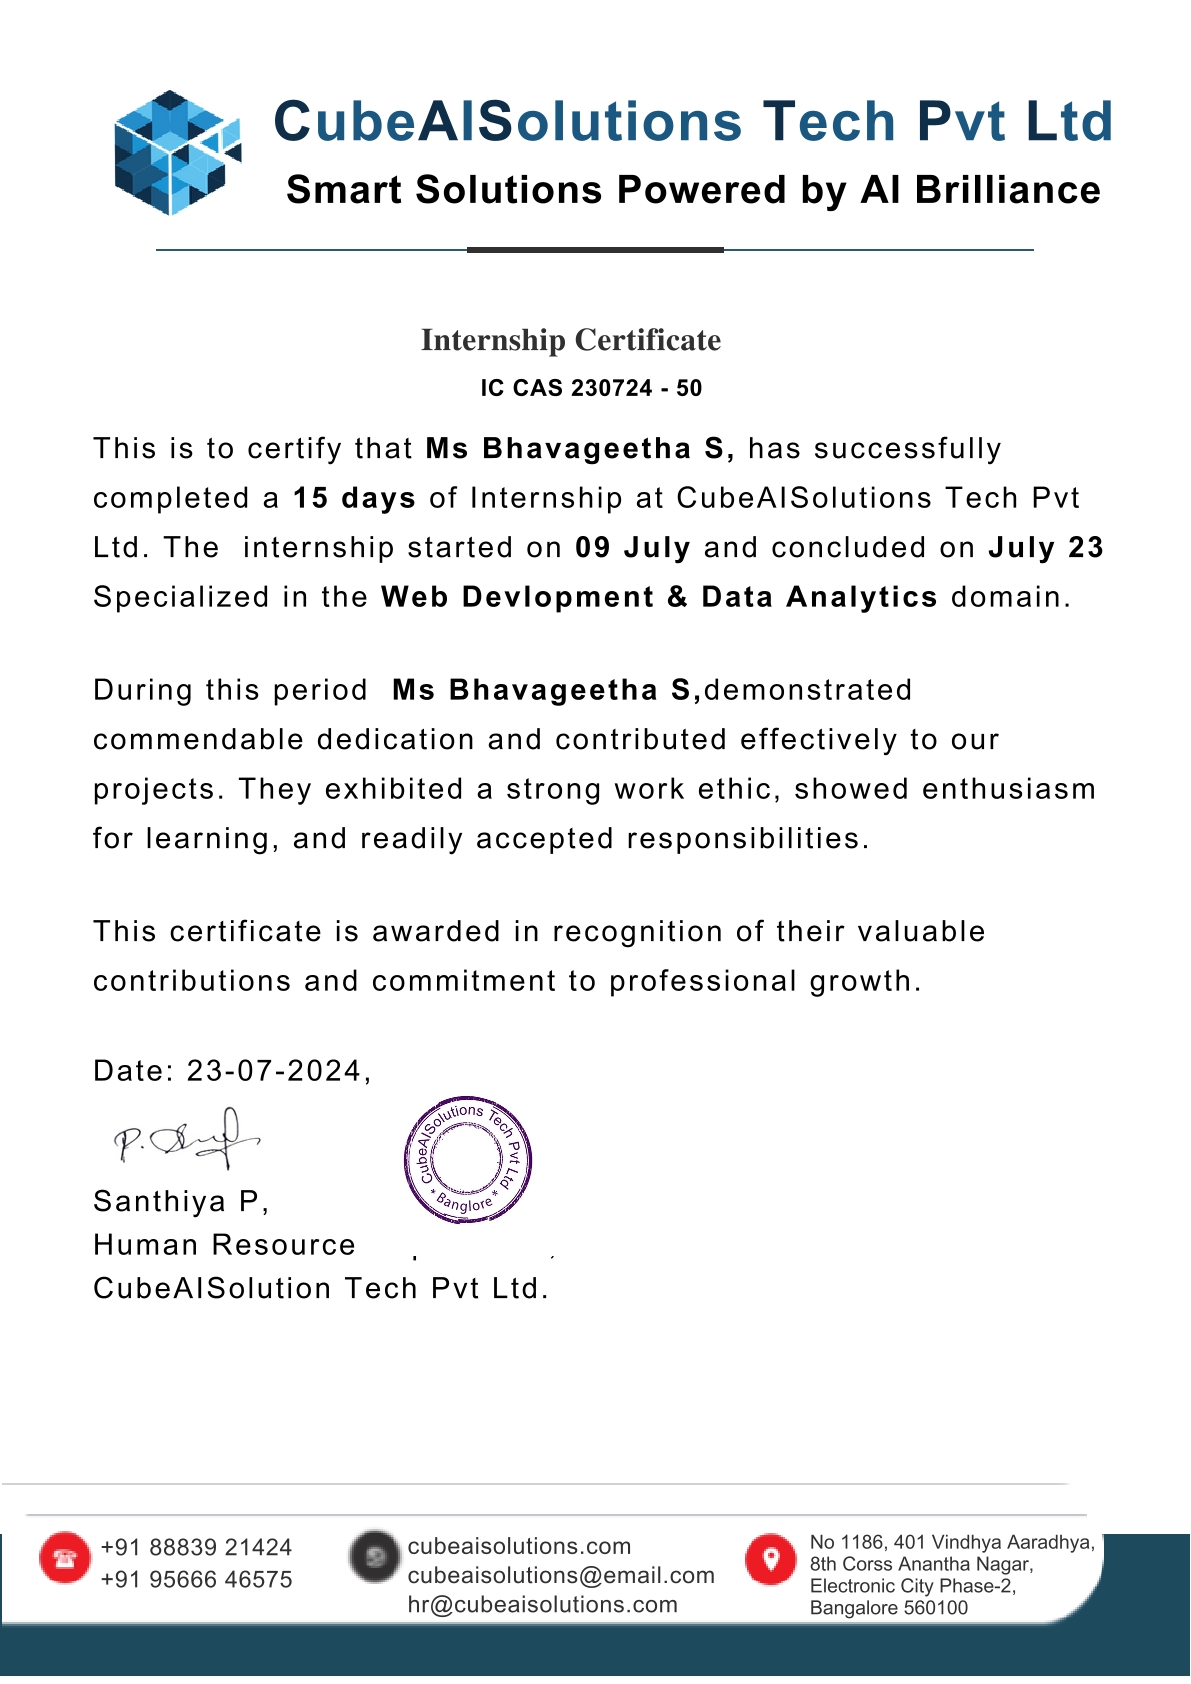 CubeAISolutions Tech Pvt Ltd
Smart Solutions Powered by AI Brilliance
Internship Certificate
IC CAS 230724 - 50
This is to certify that Ms Bhavageetha S, has successfully
completed a 15 days of Internship at CubeAISolutions Tech Pvt
Ltd. The internship started on 09 July and concluded on July 23
Specialized in the Web Devlopment & Data Analytics domain.
During this period Ms Bhavageetha S,demonstrated
commendable dedication and contributed effectively to our
projects. They exhibited a strong work ethic, showed enthusiasm
for learning, and readily accepted responsibilities.
This certificate is awarded in recognition of their valuable
contributions and commitment to professional growth.
Date: 23-07-2024,
CubeAISolutions Tech Pvt Ltd
* Banglore *
Santhiya P,
Human Resource
CubeAISolution Tech Pvt Ltd.
+91 88839 21424
+91 95666 46575
cubeaisolutions.com
cubeaisolutions@email.com
hr@cubeaisolutions.com
No 1186, 401 Vindhya Aaradhya,
8th Corss Anantha Nagar,
Electronic City Phase-2,
Bangalore 560100